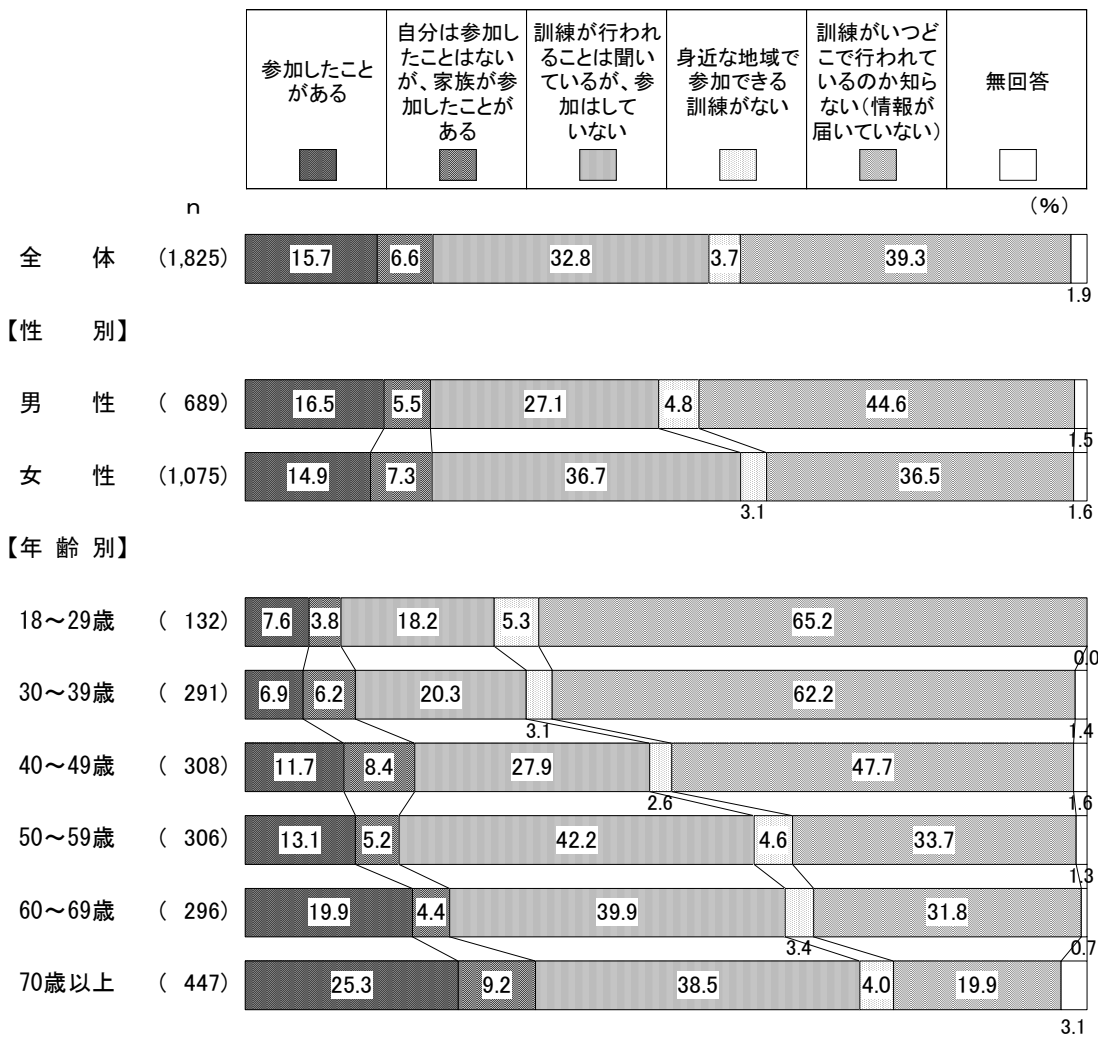 参加したこと
がある
自分は参加し
たことはない
が、家族が参
加したことが
ある
訓練が行われ
ることは聞い
ているが、参
加はして
いない
身近な地域で
参加できる
訓練がない
訓練がいつど
こで行われて
いるのか知ら
ない（情報が
届いていない）
無回答
n
（％）
全 体 (1,825) 15.7 6.6 32.8 3.7 39.3
1.9
【性 別】
男 性 ( 689) 16.5 5.5 27.1 4.8 44.6
1.5
女 性 (1,075) 14.9 7.3 36.7 36.5
3.1 1.6
【年 齢 別】
18～29歳 ( 132) 7.6 3.8 18.2 5.3 65.2
0.0
30～39歳 ( 291) 6.9 6.2 20.3 62.2
3.1 1.4
40～49歳 ( 308) 11.7 8.4 27.9 47.7
2.6 1.6
50～59歳 ( 306) 13.1 5.2 42.2 4.6 33.7
1.3
60～69歳 ( 296) 19.9 4.4 39.9 31.8
3.4 0.7
70歳以上 ( 447) 25.3 9.2 38.5 4.0 19.9
3.1